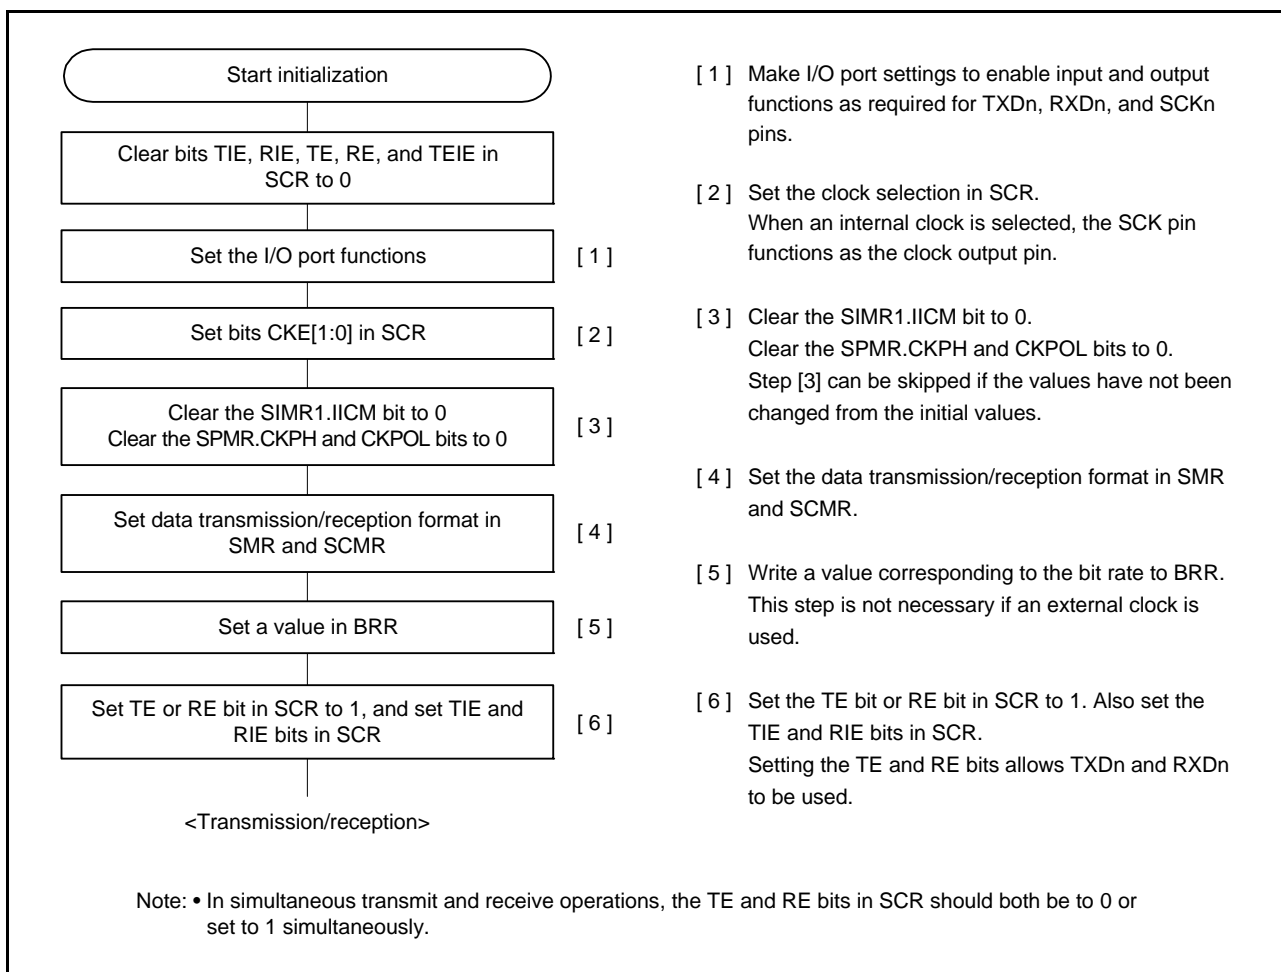 Start initialization
Clear bits TIE, RIE, TE, RE, and TEIE in
SCR to 0
Set the I/O port functions
[ 1 ]
Set bits CKE[1:0] in SCR
[ 2 ]
Clear the SIMR1.IICM bit to 0
Clear the SPMR.CKPH and CKPOL bits to 0
[ 3 ]
Set data transmission/reception format in
SMR and SCMR
[ 4 ]
Set a value in BRR
[ 5 ]
Set TE or RE bit in SCR to 1, and set TIE and
RIE bits in SCR
[ 6 ]
<Transmission/reception>
[ 1 ] Make I/O port settings to enable input and output
functions as required for TXDn, RXDn, and SCKn
pins.
[ 2 ] Set the clock selection in SCR.
When an internal clock is selected, the SCK pin
functions as the clock output pin.
[ 3 ] Clear the SIMR1.IICM bit to 0.
Clear the SPMR.CKPH and CKPOL bits to 0.
Step [3] can be skipped if the values have not been
changed from the initial values.
[ 4 ] Set the data transmission/reception format in SMR
and SCMR.
[ 5 ] Write a value corresponding to the bit rate to BRR.
This step is not necessary if an external clock is
used.
[ 6 ] Set the TE bit or RE bit in SCR to 1. Also set the
TIE and RIE bits in SCR.
Setting the TE and RE bits allows TXDn and RXDn
to be used.
Note: • In simultaneous transmit and receive operations, the TE and RE bits in SCR should both be to 0 or
set to 1 simultaneously.